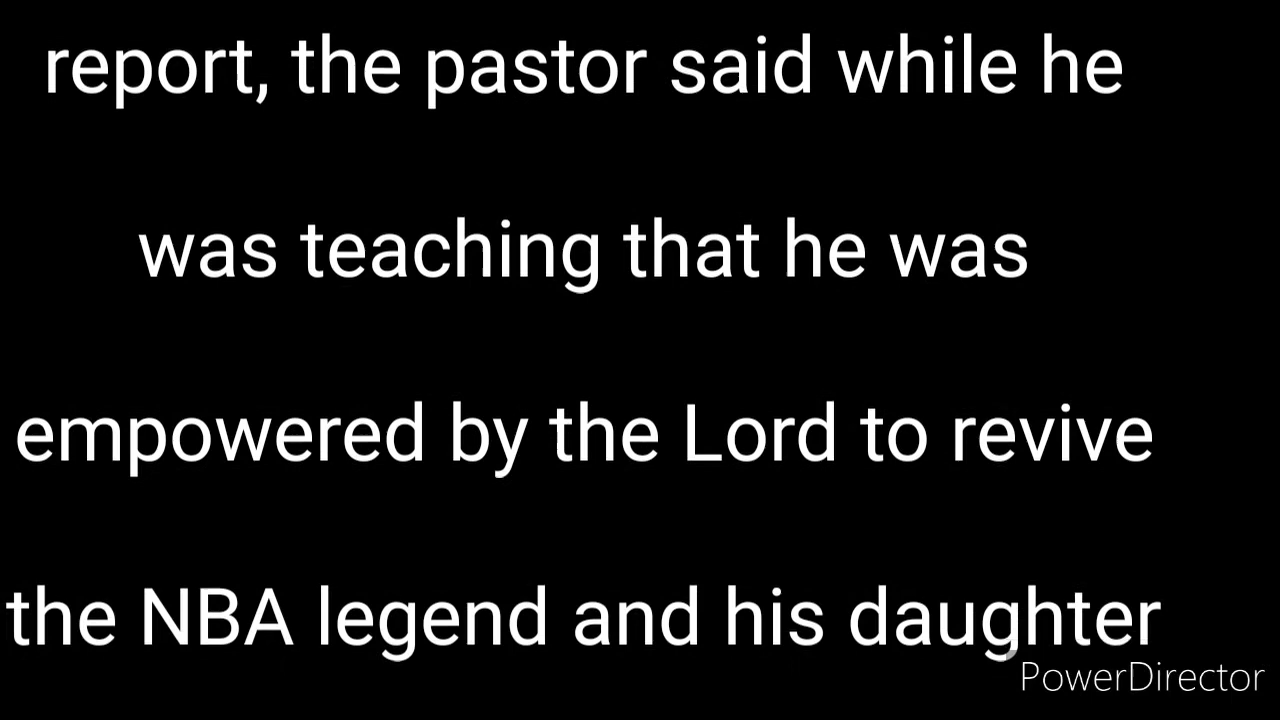 report, the pastor said while he
was teaching that he was
empowered by the Lord to revive
the NBA legend and his daughter
PowerDirector